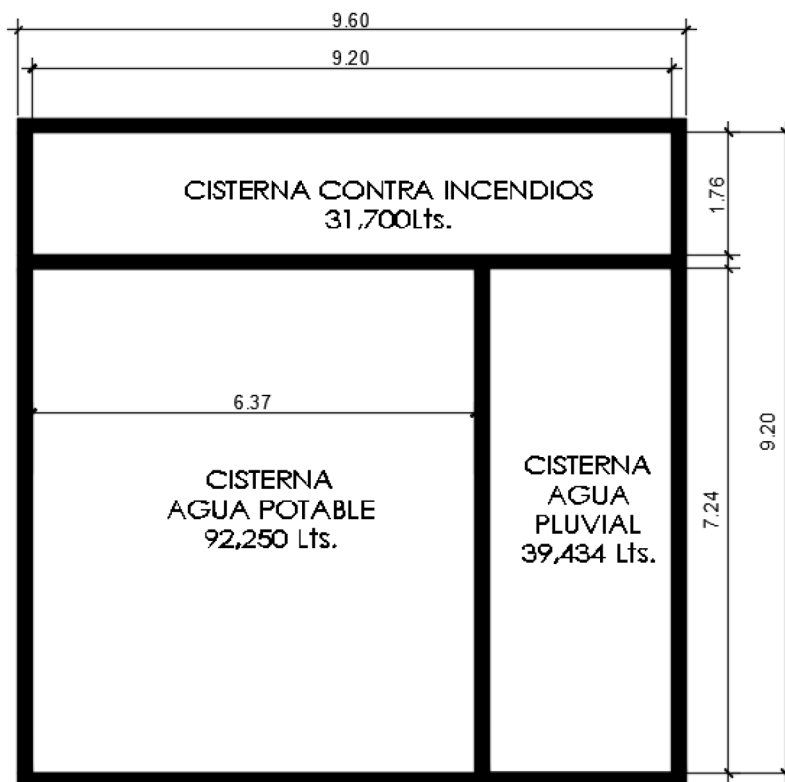 9.60
9.20
CISTERNA CONTRA INCENDIOS
31,700Lts.
1.76
6.37
CISTERNA
AGUA POTABLE
92,250 Lts.
CISTERNA
AGUA
PLUVIAL
39,434 Lts.
7.24
9.20